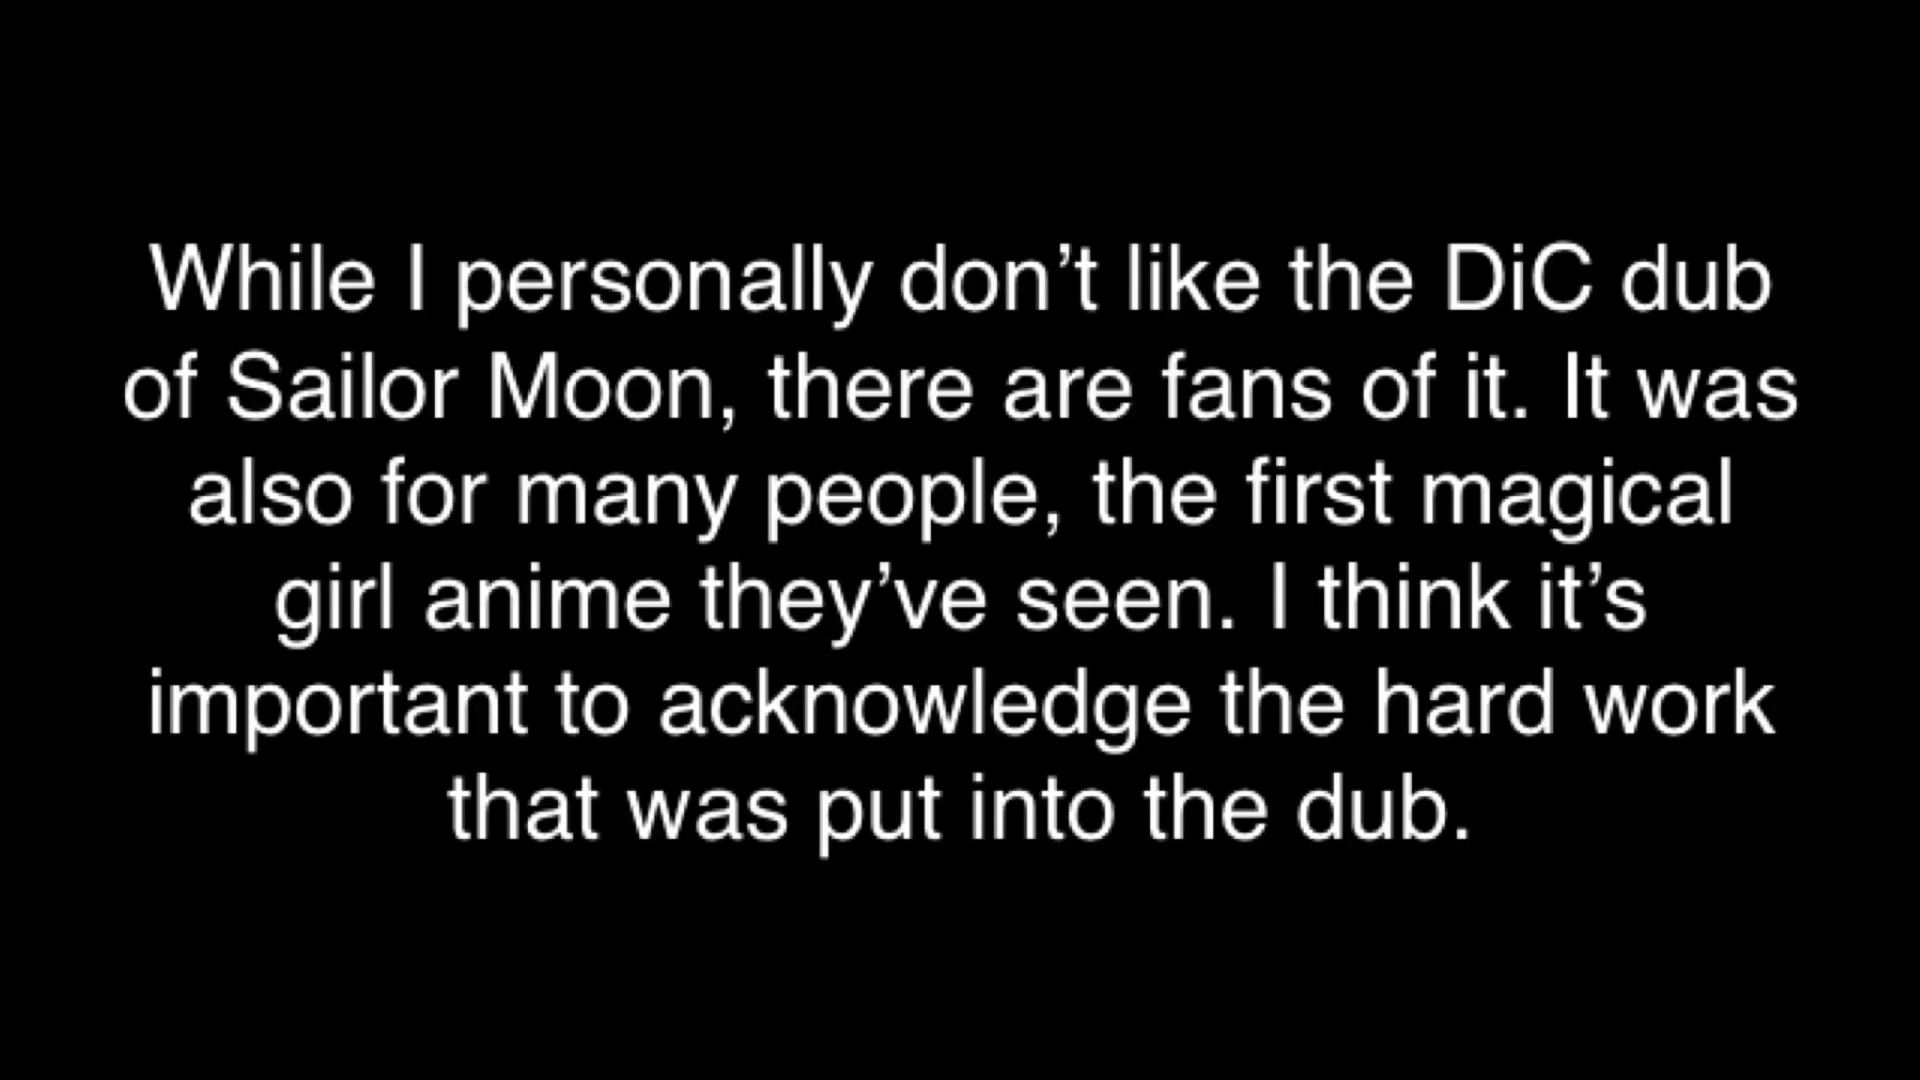 While I personally don’t like the DiC dub
of Sailor Moon, there are fans of it. It was
also for many people, the first magical
girl anime they’ve seen. I think it’s
important to acknowledge the hard work
that was put into the dub.